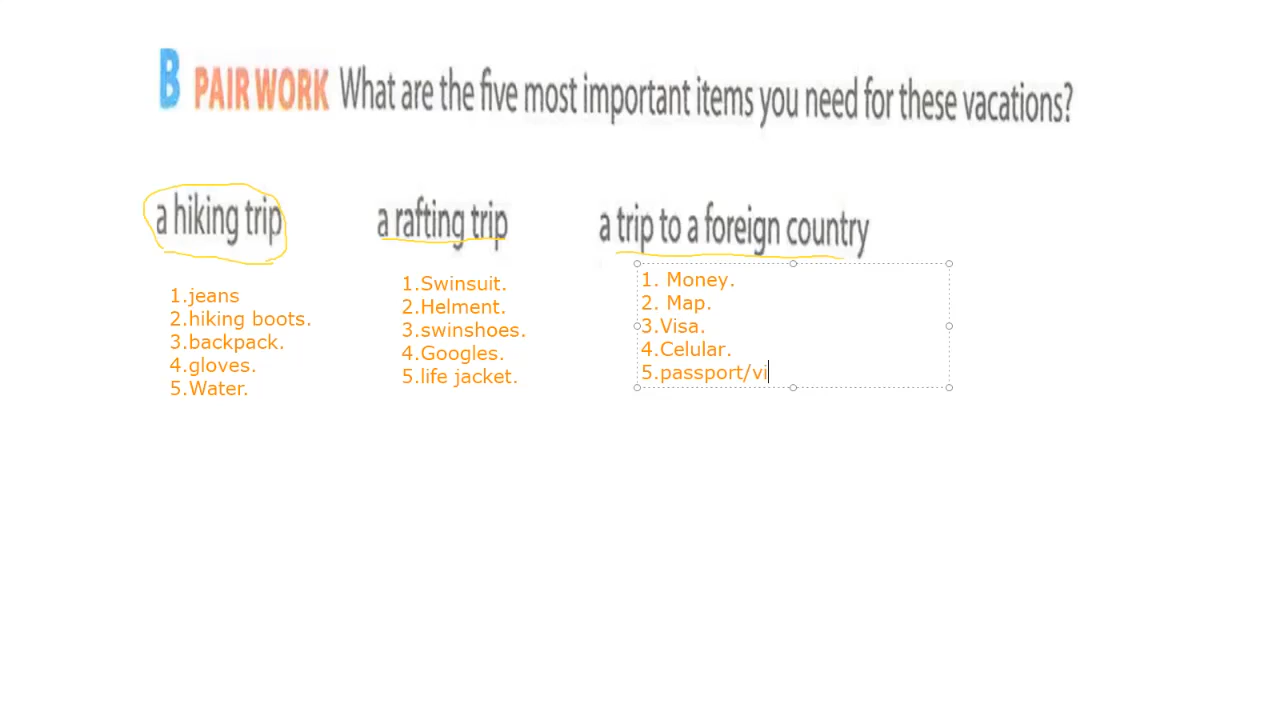 B PAIR WORK What are the five most important items you need for these vacations?
a hiking trip
1.jeans
2.hiking boots.
3.backpack.
4.gloves.
5.Water.
a rafting trip
1.Swinsuit.
2.Helment.
3.swinshoes.
4.Googles.
5.life jacket.
a trip to a foreign country
1. Money.
2. Map.
3.Visa.
4.Celular.
5.passport/vi